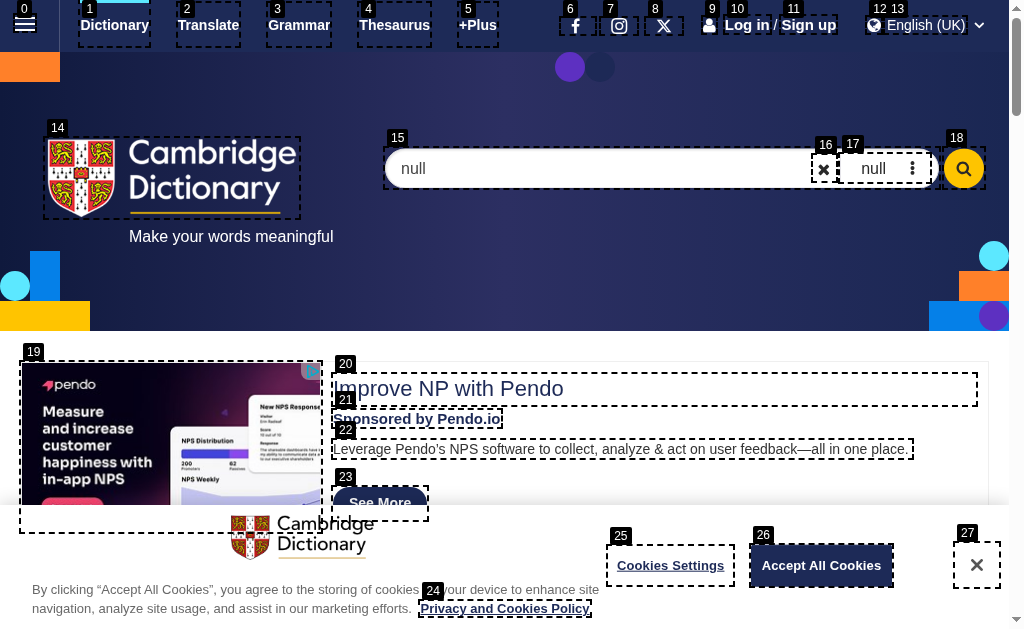 0 1 2 3 4 5 6 7 8 9 10 11 12 13
Dictionary Translate Grammar Thesaurus +Plus Log in / Sign up English (UK)
14 15 16 17 18
Cambridge
Dictionary
null null
Make your words meaningful
19 20
pendo
Measure
and increase
customer
happiness with
in-app NPS
New NPS Response
NPS Distribution
200 62
NPS Weekly
Improve NP with Pendo
21
Sponsored by Pendo.io
22
Leverage Pendo’s NPS software to collect, analyze & act on user feedback—all in one place.
23
See More
Cambridge
Dictionary
25 26 27
Cookies Settings Accept All Cookies
24
By clicking “Accept All Cookies”, you agree to the storing of cookies your device to enhance site
navigation, analyze site usage, and assist in our marketing efforts. Privacy and Cookies Policy